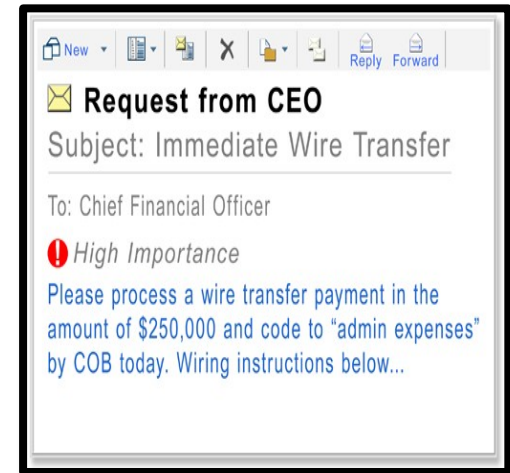 New
Reply Forward
Request from CEO
Subject: Immediate Wire Transfer
To: Chief Financial Officer
! High Importance
Please process a wire transfer payment in the
amount of $250,000 and code to “admin expenses”
by COB today. Wiring instructions below...